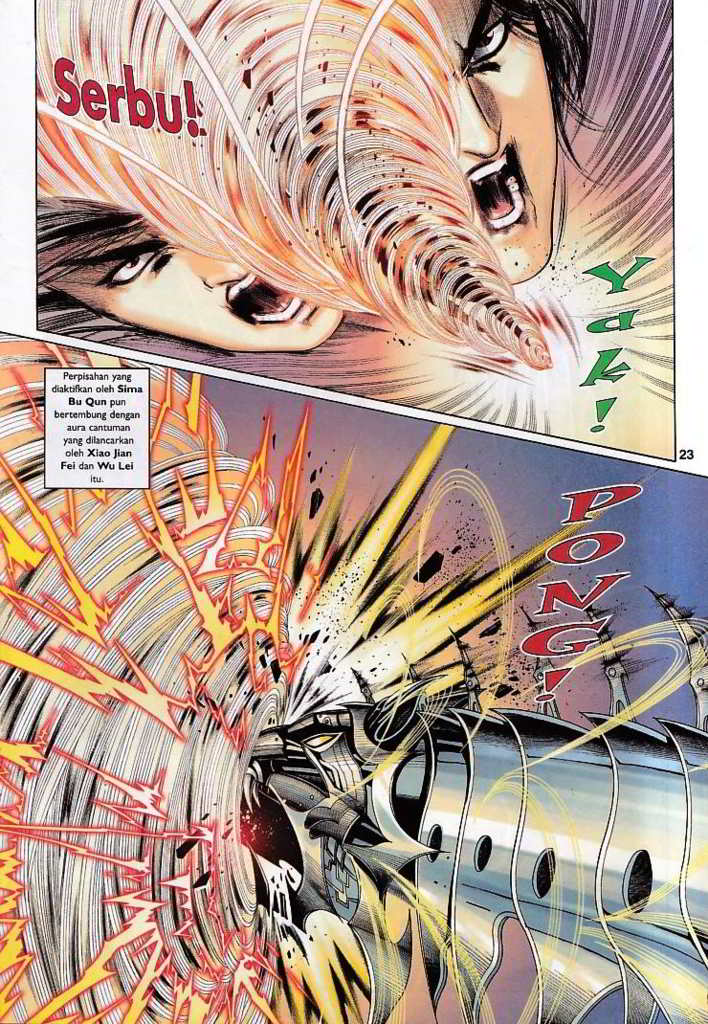 Serbu!
Yak!
23
Perpisahan yang
diaktifkan oleh Sima
Bu Qun pun
bertembung dengan
aura cantuman
yang dilancarkan
oleh Xiao Jian
Fei dan Wu Lei
itu.
PONG!